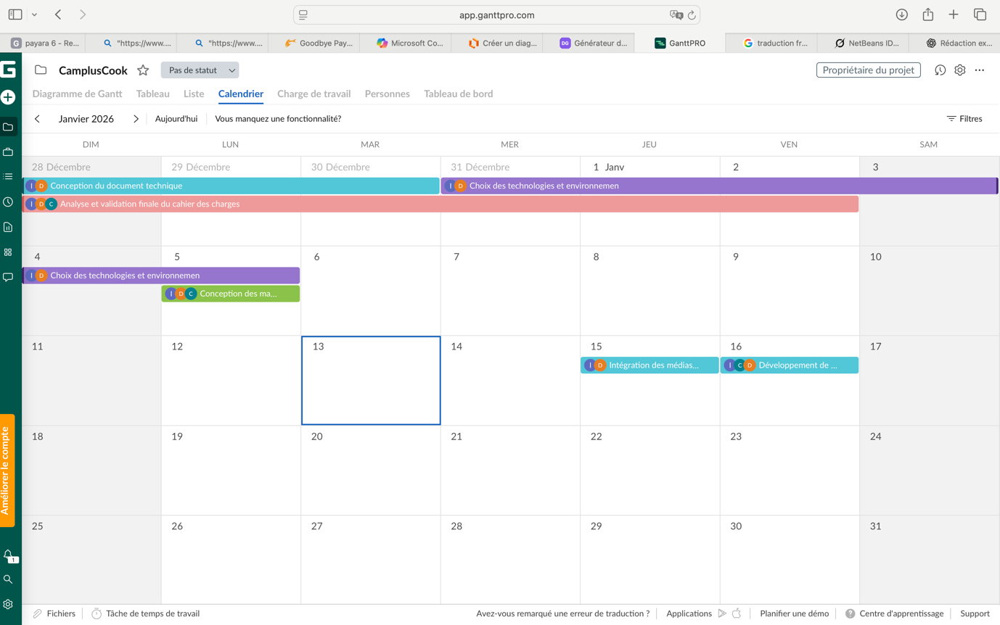 app.ganttpro.com
payara 6 - Re...
"https://www....
"https://www....
Goodbye Pay...
Microsoft Co...
Créer un diag...
DG Générateur d...
GanttPRO
traduction fr...
NetBeans ID...
Rédaction ex...
CamplusCook
Pas de statut
Propriétaire du projet
Diagramme de Gantt Tableau Liste Calendrier Charge de travail Personnes Tableau de bord
Janvier 2026 Aujourd'hui Vous manquez une fonctionnalité? Filtres
DIM LUN MAR MER JEU VEN SAM
28 Décembre 29 Décembre 30 Décembre 31 Décembre 1 Janv 2 3
I D Conception du document technique I D Choix des technologies et environnemen
I D C Analyse et validation finale du cahier des charges
4 5 6 7 8 9 10
I D Choix des technologies et environnemen
I D C Conception des ma...
11 12 13 14 15 16 17
I D Intégration des médias... I C D Développement de ...
18 19 20 21 22 23 24
25 26 27 28 29 30 31
Améliorer le compte
1
Fichiers Tâche de temps de travail Avez-vous remarqué une erreur de traduction ? Applications Planifier une démo ? Centre d'apprentissage Support